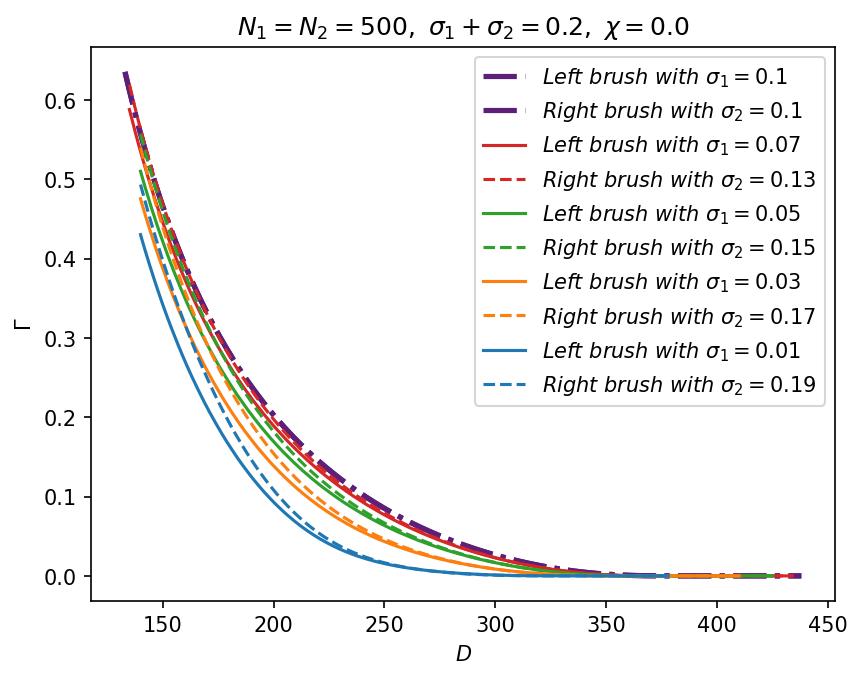 N₁ = N₂ = 500, σ₁ + σ₂ = 0.2, χ = 0.0
Left brush with σ₁ = 0.1
Right brush with σ₂ = 0.1
Left brush with σ₁ = 0.07
Right brush with σ₂ = 0.13
Left brush with σ₁ = 0.05
Right brush with σ₂ = 0.15
Left brush with σ₁ = 0.03
Right brush with σ₂ = 0.17
Left brush with σ₁ = 0.01
Right brush with σ₂ = 0.19
Γ
0.6
0.5
0.4
0.3
0.2
0.1
0.0
150 200 250 300 350 400 450
D